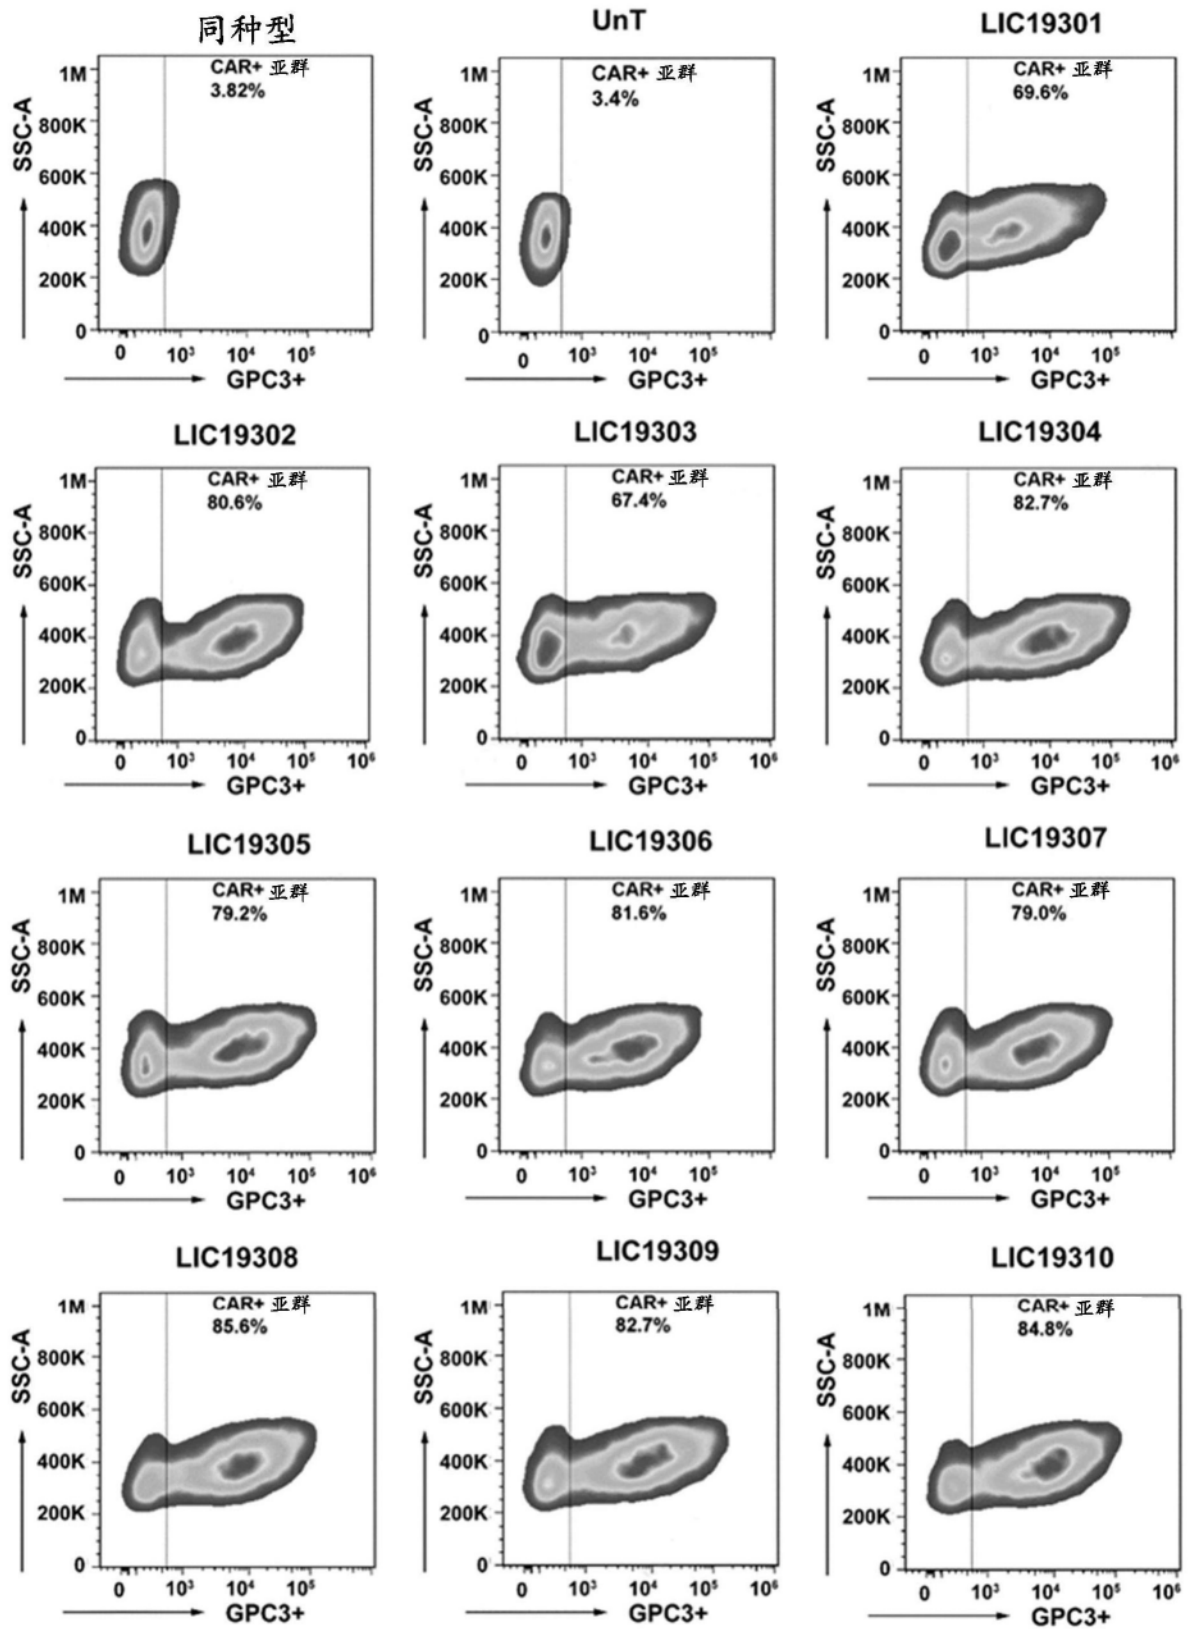 同种型
CAR+ 亚群
3.82%
1M
800K
600K
400K
200K
0
SSC-A
0 10³ 10⁴ 10⁵
GPC3+
UnT
CAR+ 亚群
3.4%
1M
800K
600K
400K
200K
0
SSC-A
0 10³ 10⁴ 10⁵
GPC3+
LIC19301
CAR+ 亚群
69.6%
1M
800K
600K
400K
200K
0
SSC-A
0 10³ 10⁴ 10⁵
GPC3+
LIC19302
CAR+ 亚群
80.6%
1M
800K
600K
400K
200K
0
SSC-A
0 10³ 10⁴ 10⁵ 10⁶
GPC3+
LIC19303
CAR+ 亚群
67.4%
1M
800K
600K
400K
200K
0
SSC-A
0 10³ 10⁴ 10⁵ 10⁶
GPC3+
LIC19304
CAR+ 亚群
82.7%
1M
800K
600K
400K
200K
0
SSC-A
0 10³ 10⁴ 10⁵ 10⁶
GPC3+
LIC19305
CAR+ 亚群
79.2%
1M
800K
600K
400K
200K
0
SSC-A
0 10³ 10⁴ 10⁵ 10⁶
GPC3+
LIC19306
CAR+ 亚群
81.6%
1M
800K
600K
400K
200K
0
SSC-A
0 10³ 10⁴ 10⁵
GPC3+
LIC19307
CAR+ 亚群
79.0%
1M
800K
600K
400K
200K
0
SSC-A
0 10³ 10⁴ 10⁵
GPC3+
LIC19308
CAR+ 亚群
85.6%
1M
800K
600K
400K
200K
0
SSC-A
0 10³ 10⁴ 10⁵
GPC3+
LIC19309
CAR+ 亚群
82.7%
1M
800K
600K
400K
200K
0
SSC-A
0 10³ 10⁴ 10⁵ 10⁶
GPC3+
LIC19310
CAR+ 亚群
84.8%
1M
800K
600K
400K
200K
0
SSC-A
0 10³ 10⁴ 10⁵ 10⁶
GPC3+